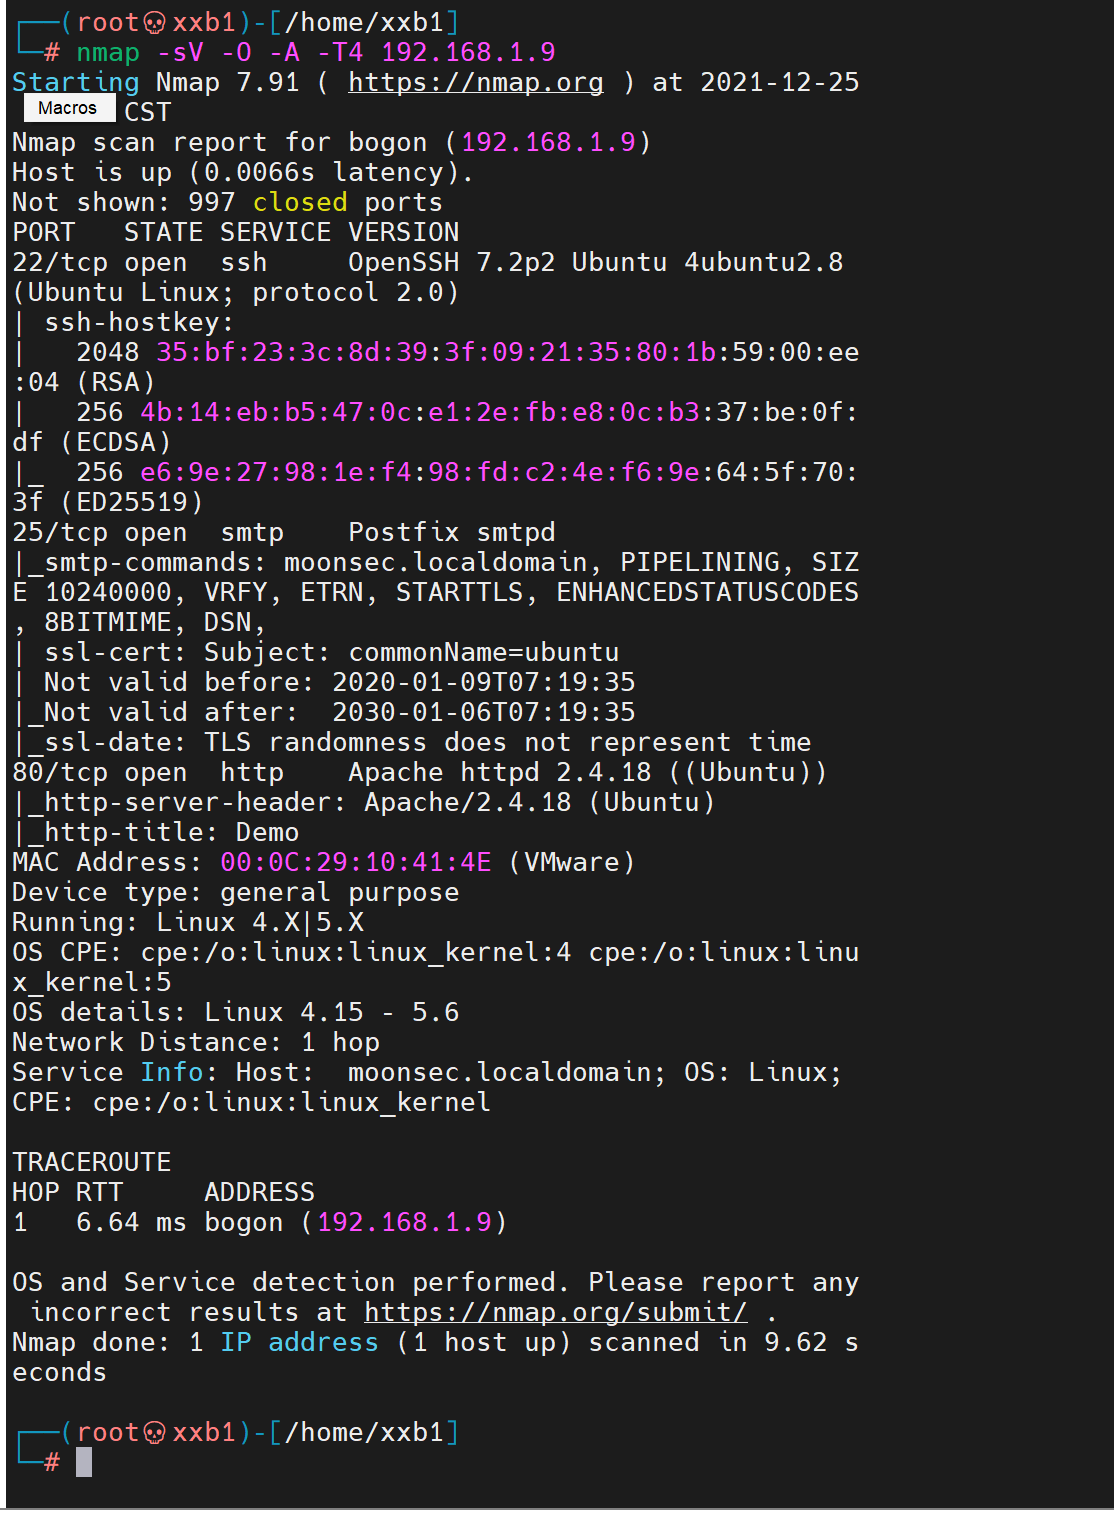 ┌──(root💀xxb1)-[/home/xxb1]
└─# nmap -sV -O -A -T4 192.168.1.9
Starting Nmap 7.91 ( https://nmap.org ) at 2021-12-25
Macros CST
Nmap scan report for bogon (192.168.1.9)
Host is up (0.0066s latency).
Not shown: 997 closed ports
PORT   STATE SERVICE VERSION
22/tcp open  ssh     OpenSSH 7.2p2 Ubuntu 4ubuntu2.8
(Ubuntu Linux; protocol 2.0)
| ssh-hostkey:
|   2048 35:bf:23:3c:8d:39:3f:09:21:35:80:1b:59:00:ee
:04 (RSA)
|   256 4b:14:eb:b5:47:0c:e1:2e:fb:e8:0c:b3:37:be:0f:
df (ECDSA)
|_  256 e6:9e:27:98:1e:f4:98:fd:c2:4e:f6:9e:64:5f:70:
3f (ED25519)
25/tcp open  smtp    Postfix smtpd
|_smtp-commands: moonsec.localdomain, PIPELINING, SIZ
E 10240000, VRFY, ETRN, STARTTLS, ENHANCEDSTATUSCODES
, 8BITMIME, DSN,
| ssl-cert: Subject: commonName=ubuntu
| Not valid before: 2020-01-09T07:19:35
|_Not valid after:  2030-01-06T07:19:35
|_ssl-date: TLS randomness does not represent time
80/tcp open  http    Apache httpd 2.4.18 ((Ubuntu))
|_http-server-header: Apache/2.4.18 (Ubuntu)
|_http-title: Demo
MAC Address: 00:0C:29:10:41:4E (VMware)
Device type: general purpose
Running: Linux 4.X|5.X
OS CPE: cpe:/o:linux:linux_kernel:4 cpe:/o:linux:linu
x_kernel:5
OS details: Linux 4.15 - 5.6
Network Distance: 1 hop
Service Info: Host:  moonsec.localdomain; OS: Linux;
CPE: cpe:/o:linux:linux_kernel

TRACEROUTE
HOP RTT     ADDRESS
1   6.64 ms bogon (192.168.1.9)

OS and Service detection performed. Please report any
 incorrect results at https://nmap.org/submit/ .
Nmap done: 1 IP address (1 host up) scanned in 9.62 s
econds

┌──(root💀xxb1)-[/home/xxb1]
└─#